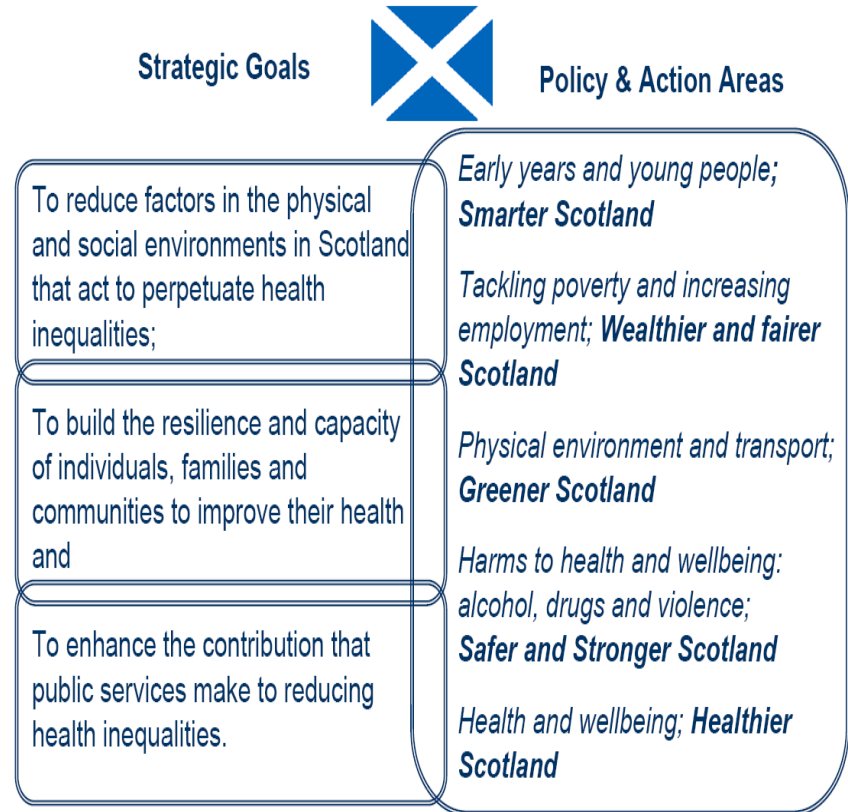 Strategic Goals
Policy & Action Areas
To reduce factors in the physical
and social environments in Scotland
that act to perpetuate health
inequalities;
To build the resilience and capacity
of individuals, families and
communities to improve their health
and
To enhance the contribution that
public services make to reducing
health inequalities.
Early years and young people;
Smarter Scotland
Tackling poverty and increasing
employment; Wealthier and fairer
Scotland
Physical environment and transport;
Greener Scotland
Harms to health and wellbeing:
alcohol, drugs and violence;
Safer and Stronger Scotland
Health and wellbeing; Healthier
Scotland